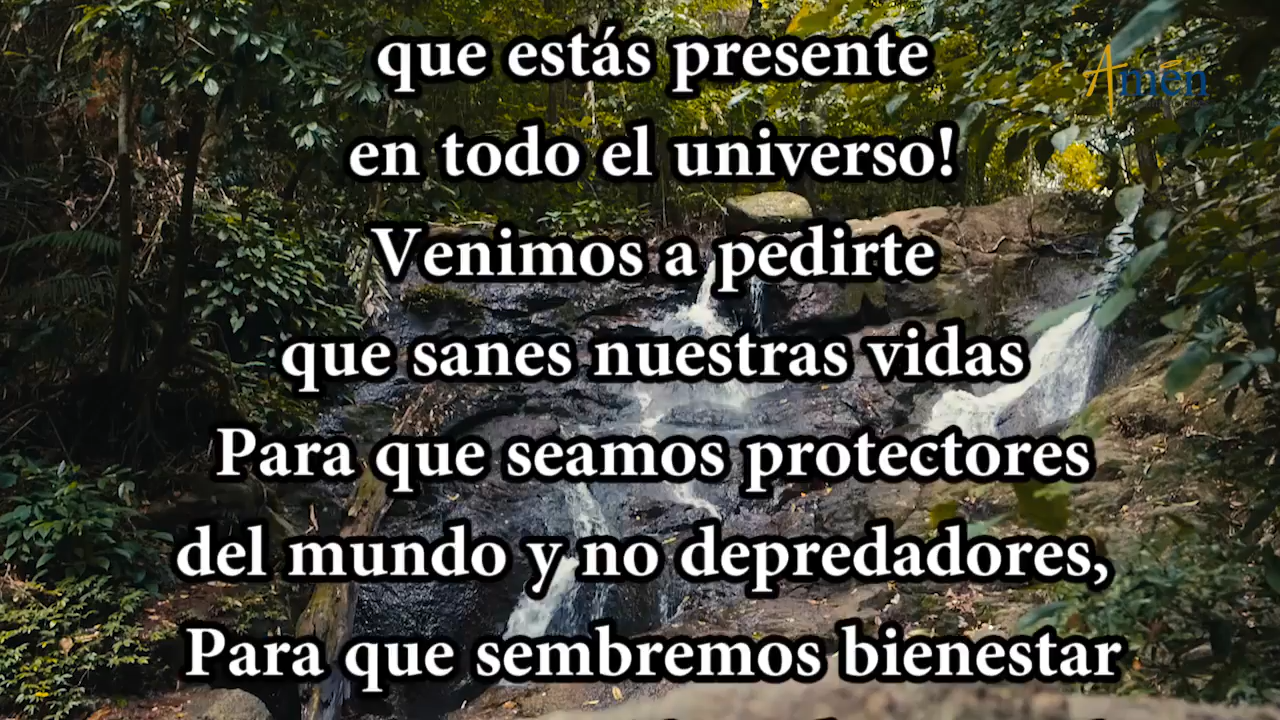 que estás presente
Amén
en todo el universo!
Venimos a pedirte
que sanes nuestras vidas
Para que seamos protectores
del mundo y no depredadores,
Para que sembremos bienestar